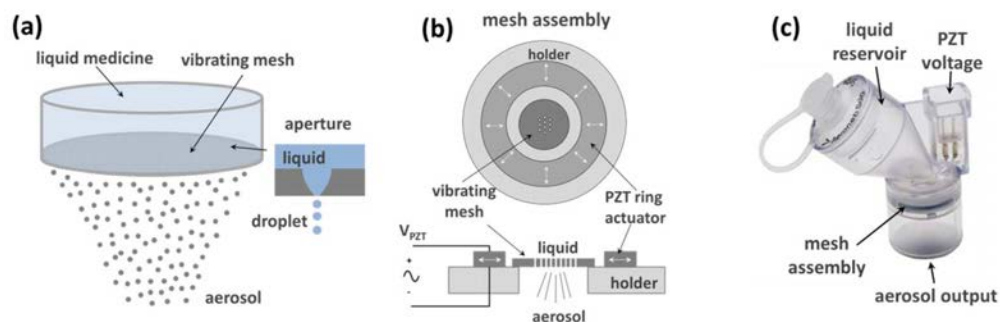 (a)
liquid medicine
vibrating mesh
aperture
liquid
droplet
aerosol
(b)
mesh assembly
holder
vibrating
mesh
PZT ring
actuator
V_PZT
+
~
-
liquid
holder
aerosol
(c)
liquid
reservoir
PZT
voltage
mesh
assembly
aerosol output